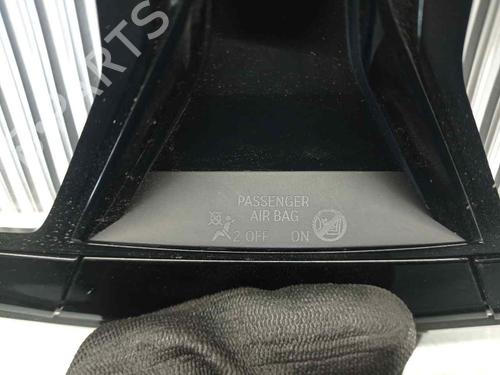 PARTS
PASSENGER
AIR BAG
2 OFF ON